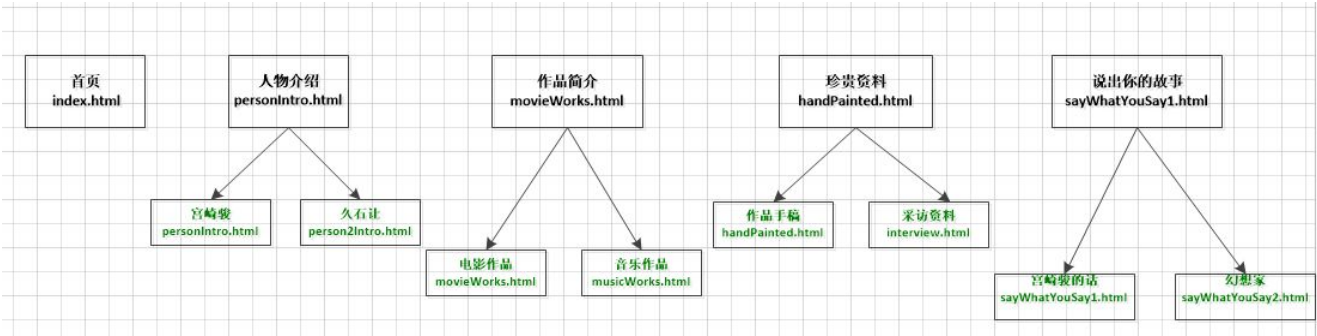 首页
index.html
人物介绍
personIntro.html
作品简介
movieWorks.html
珍贵资料
handPainted.html
说出你的故事
sayWhatYouSay1.html
宫崎骏
personIntro.html
久石让
person2Intro.html
电影作品
movieWorks.html
音乐作品
musicWorks.html
作品手稿
handPainted.html
采访资料
interview.html
宫崎骏的话
sayWhatYouSay1.html
幻想家
sayWhatYouSay2.html